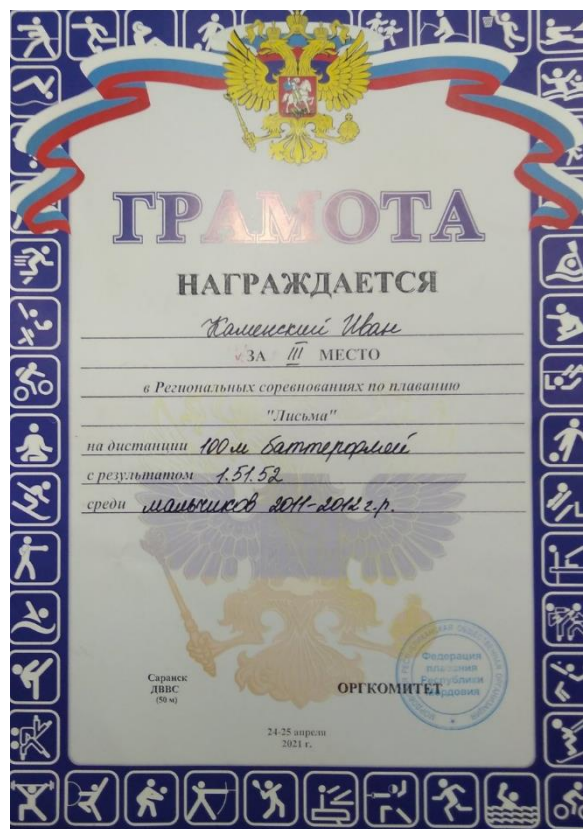 ГРАМОТА
НАГРАЖДАЕТСЯ
Каменский Иван
ЗА III МЕСТО
в Региональных соревнованиях по плаванию
"Лисьма"
на дистанции 100м баттерфляй
с результатом 1.51.52
среди мальчиков 2011-2012 г.р.
Саранск
ДВВС
(50 м)
ОРГКОМИТЕТ
Федерация
плавания
Республики
Мордовия
24-25 апреля
2021 г.